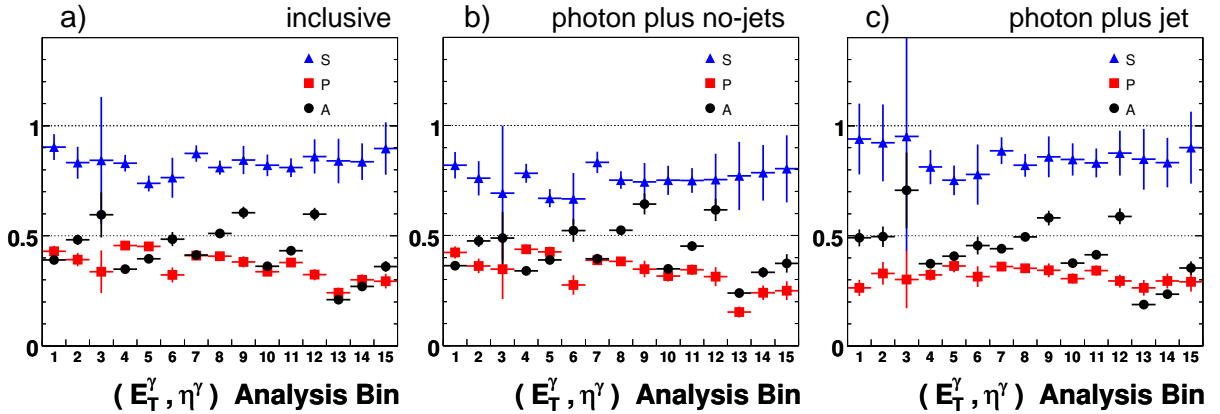 a) inclusive
S
P
A
1
0.5
0
1 2 3 4 5 6 7 8 9 10 11 12 13 14 15
( E_T^γ , η^γ ) Analysis Bin
b) photon plus no-jets
S
P
A
1
0.5
0
1 2 3 4 5 6 7 8 9 10 11 12 13 14 15
( E_T^γ , η^γ ) Analysis Bin
c) photon plus jet
S
P
A
1
0.5
0
1 2 3 4 5 6 7 8 9 10 11 12 13 14 15
( E_T^γ , η^γ ) Analysis Bin